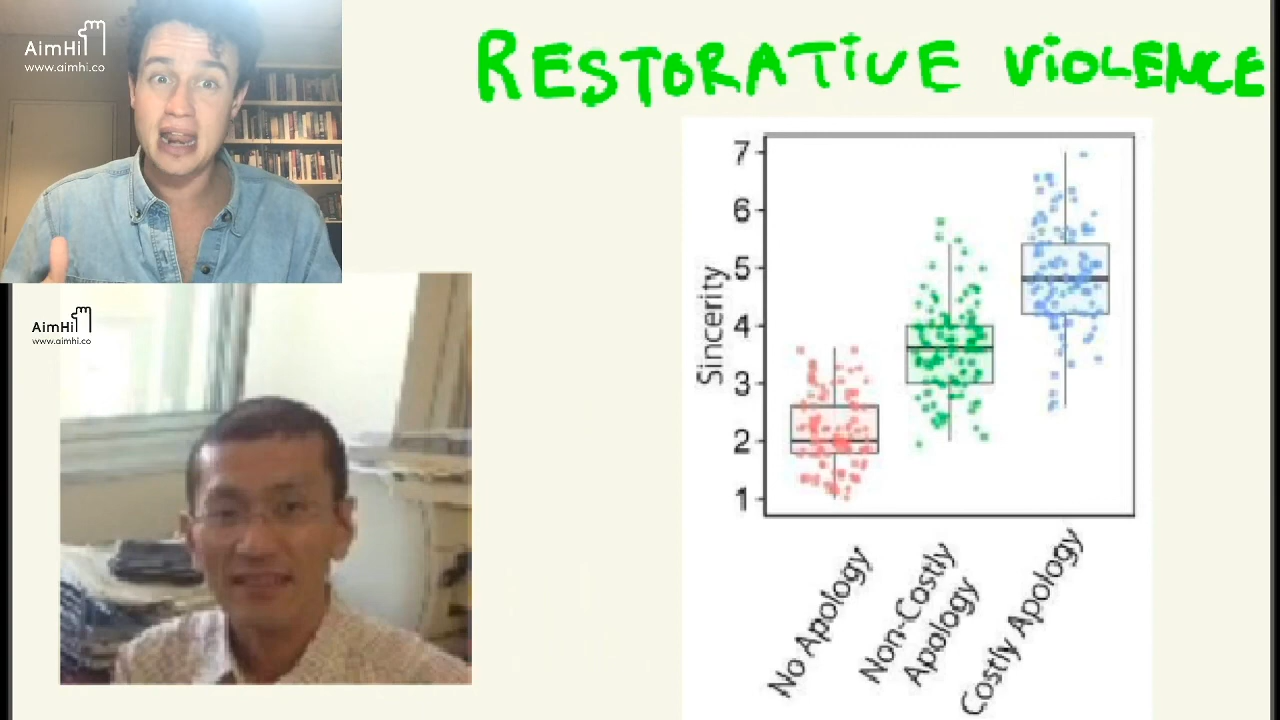 AimHi
www.aimhi.co
RESTORATIVE VIOLENCE
AimHi
www.aimhi.co
Sincerity
7
6
5
4
3
2
1
No Apology
Non-Costly
Apology
Costly Apology